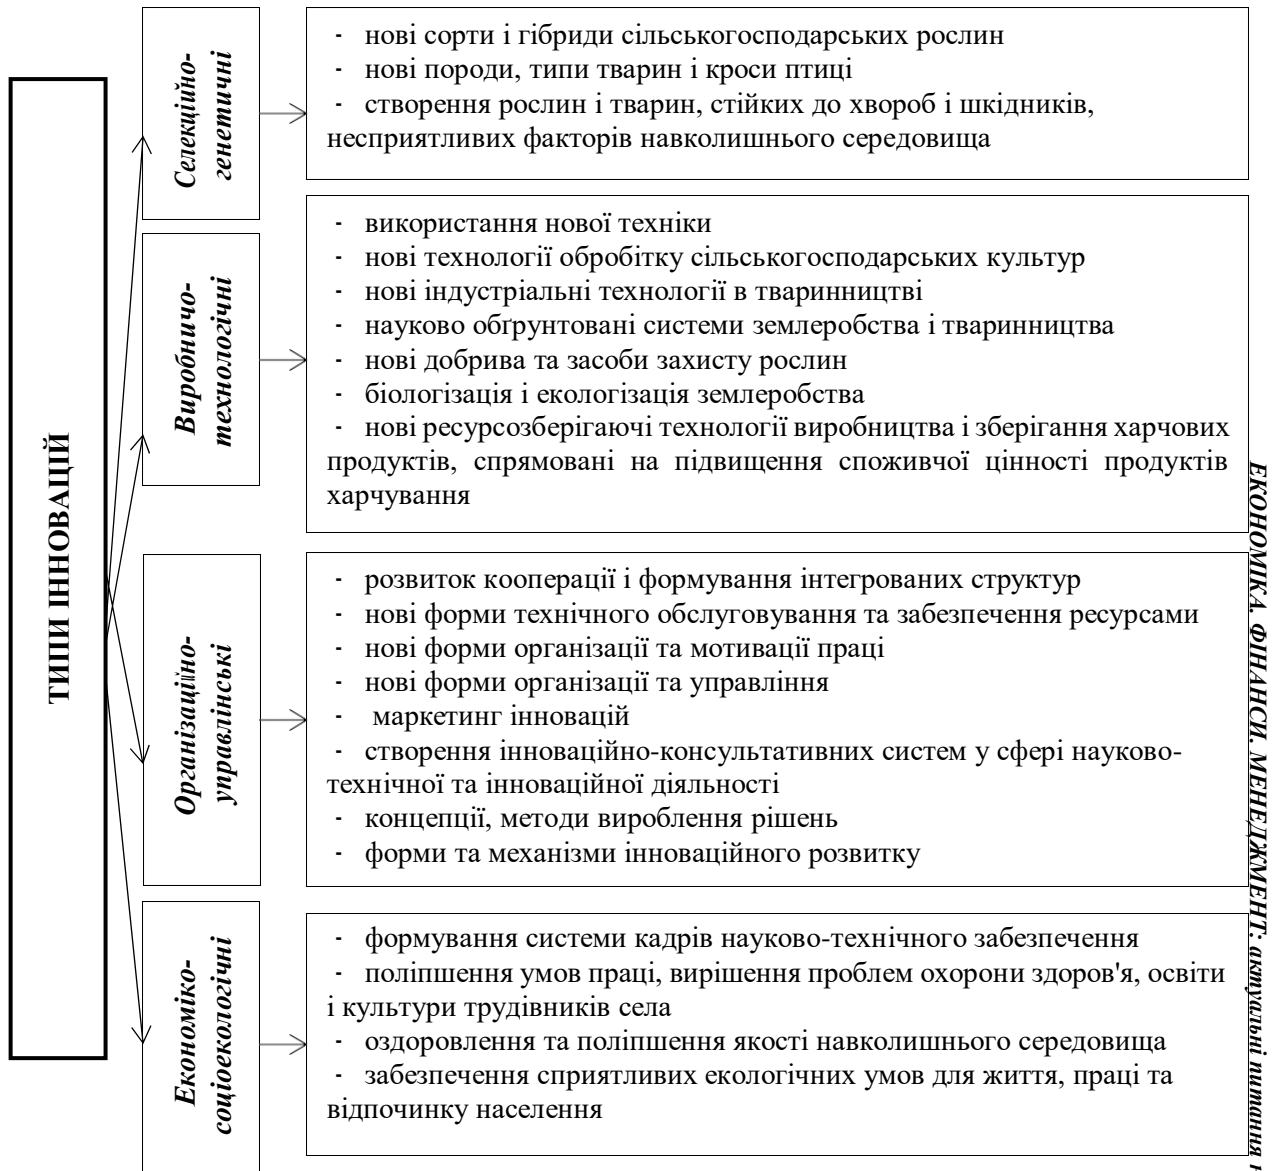 ТИПИ ІННОВАЦІЙ
Селекційно-
генетичні
- нові сорти і гібриди сільськогосподарських рослин
- нові породи, типи тварин і кроси птиці
- створення рослин і тварин, стійких до хвороб і шкідників,
несприятливих факторів навколишнього середовища
Виробничо-
технологічні
- використання нової техніки
- нові технології обробітку сільськогосподарських культур
- нові індустріальні технології в тваринництві
- науково обґрунтовані системи землеробства і тваринництва
- нові добрива та засоби захисту рослин
- біологізація і екологізація землеробства
- нові ресурсозберігаючі технології виробництва і зберігання харчових
продуктів, спрямовані на підвищення споживчої цінності продуктів
харчування
Організаційно-
управлінські
- розвиток кооперації і формування інтегрованих структур
- нові форми технічного обслуговування та забезпечення ресурсами
- нові форми організації та мотивації праці
- нові форми організації та управління
- маркетинг інновацій
- створення інноваційно-консультативних систем у сфері науково-
технічної та інноваційної діяльності
- концепції, методи вироблення рішень
- форми та механізми інноваційного розвитку
Економіко-
соціоекологічні
- формування системи кадрів науково-технічного забезпечення
- поліпшення умов праці, вирішення проблем охорони здоров'я, освіти
і культури трудівників села
- оздоровлення та поліпшення якості навколишнього середовища
- забезпечення сприятливих екологічних умов для життя, праці та
відпочинку населення
ЕКОНОМІКА. ФІНАНСИ. МЕНЕДЖМЕНТ: актуальні питання